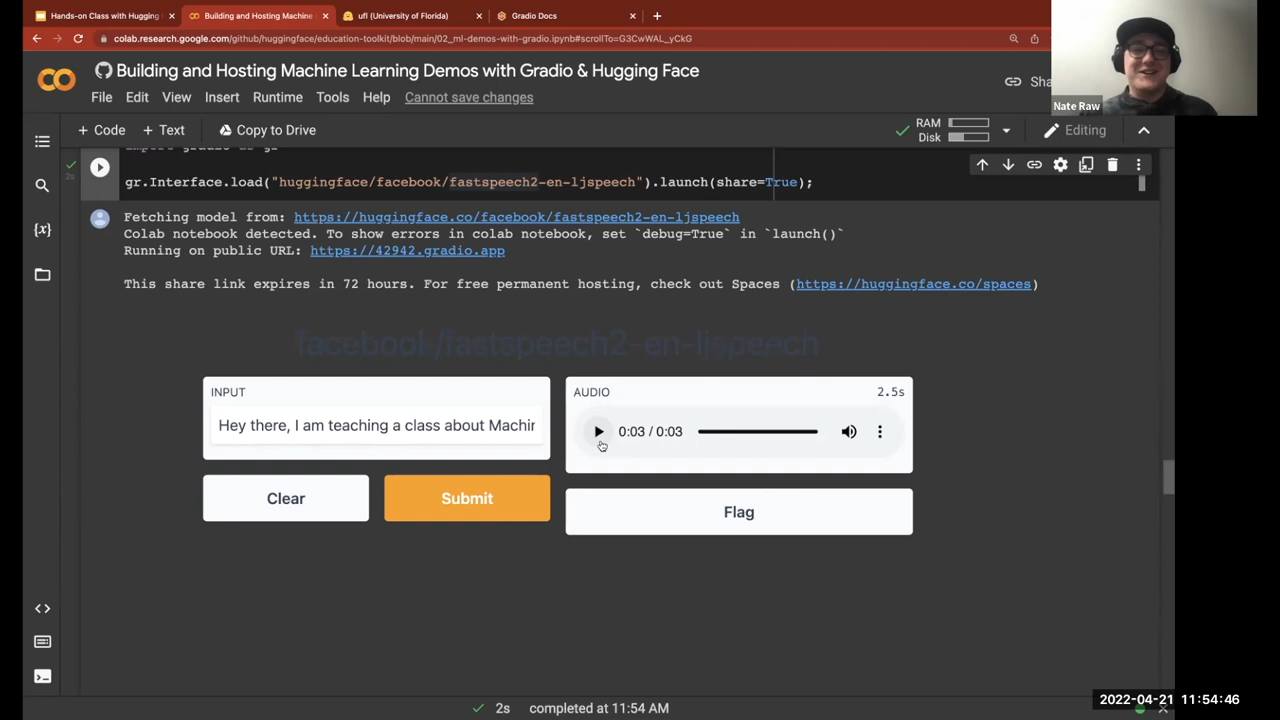 Hands-on Class with Hugging
Building and Hosting Machine
ufl (University of Florida)
Gradio Docs
colab.research.google.com/github/huggingface/education-toolkit/blob/main/02_ml-demos-with-gradio.ipynb#scrollTo=G3CwWAL_yCkG
Building and Hosting Machine Learning Demos with Gradio & Hugging Face
Sha
Nate Raw
File Edit View Insert Runtime Tools Help Cannot save changes
+ Code + Text Copy to Drive
RAM
Disk
Editing
import gradio as gr
2s
gr.Interface.load("huggingface/facebook/fastspeech2-en-ljspeech").launch(share=True);
Fetching model from: https://huggingface.co/facebook/fastspeech2-en-ljspeech
Colab notebook detected. To show errors in colab notebook, set `debug=True` in `launch()`
Running on public URL: https://42942.gradio.app
This share link expires in 72 hours. For free permanent hosting, check out Spaces (https://huggingface.co/spaces)
facebook/fastspeech2-en-ljspeech
INPUT
Hey there, I am teaching a class about Machin
Clear
Submit
AUDIO
2.5s
0:03 / 0:03
Flag
2s completed at 11:54 AM
2022-04-21 11:54:46